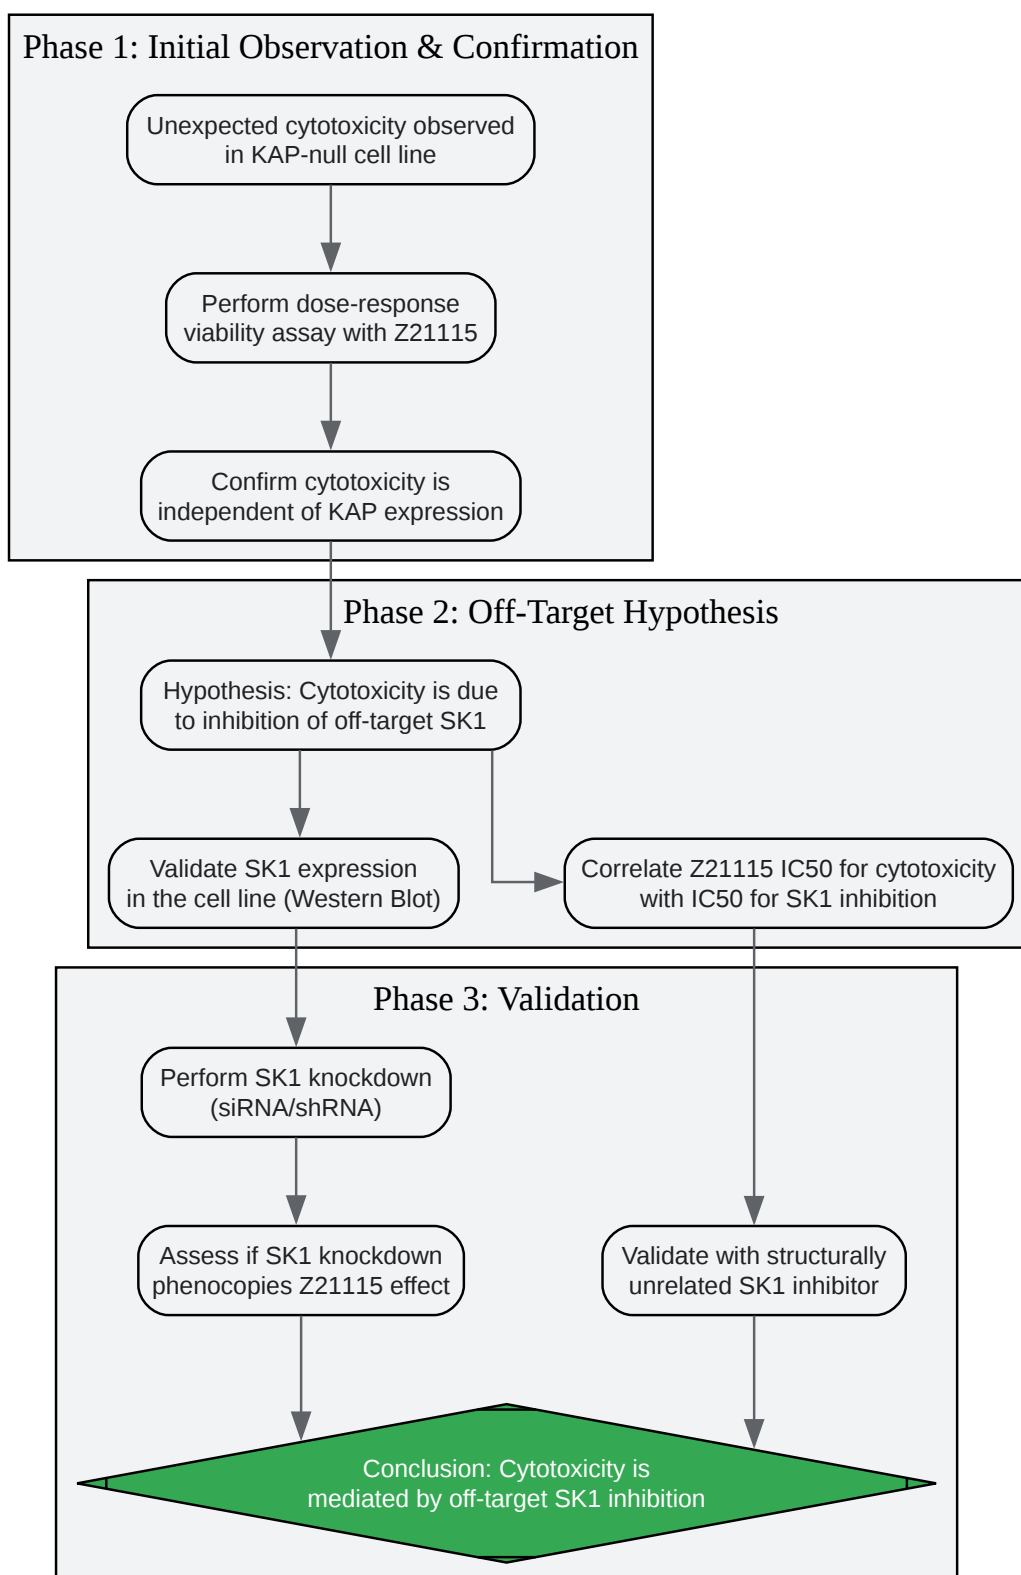 Phase 1: Initial Observation & Confirmation
Unexpected cytotoxicity observed
in KAP-null cell line
Perform dose-response
viability assay with Z21115
Confirm cytotoxicity is
independent of KAP expression
Phase 2: Off-Target Hypothesis
Hypothesis: Cytotoxicity is due
to inhibition of off-target SK1
Validate SK1 expression
in the cell line (Western Blot)
Correlate Z21115 IC50 for cytotoxicity
with IC50 for SK1 inhibition
Phase 3: Validation
Perform SK1 knockdown
(siRNA/shRNA)
Assess if SK1 knockdown
phenocopies Z21115 effect
Validate with structurally
unrelated SK1 inhibitor
Conclusion: Cytotoxicity is
mediated by off-target SK1 inhibition